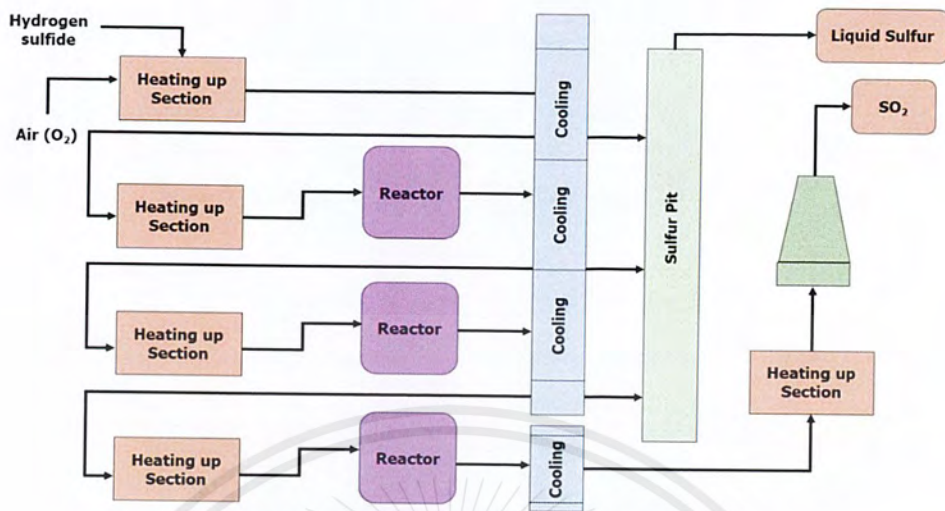 Hydrogen
sulfide
Liquid Sulfur
Heating up
Section
Cooling
SO₂
Air (O₂)
Heating up
Section
Reactor
Cooling
Sulfur Pit
Heating up
Section
Reactor
Cooling
Heating up
Section
Heating up
Section
Reactor
Cooling